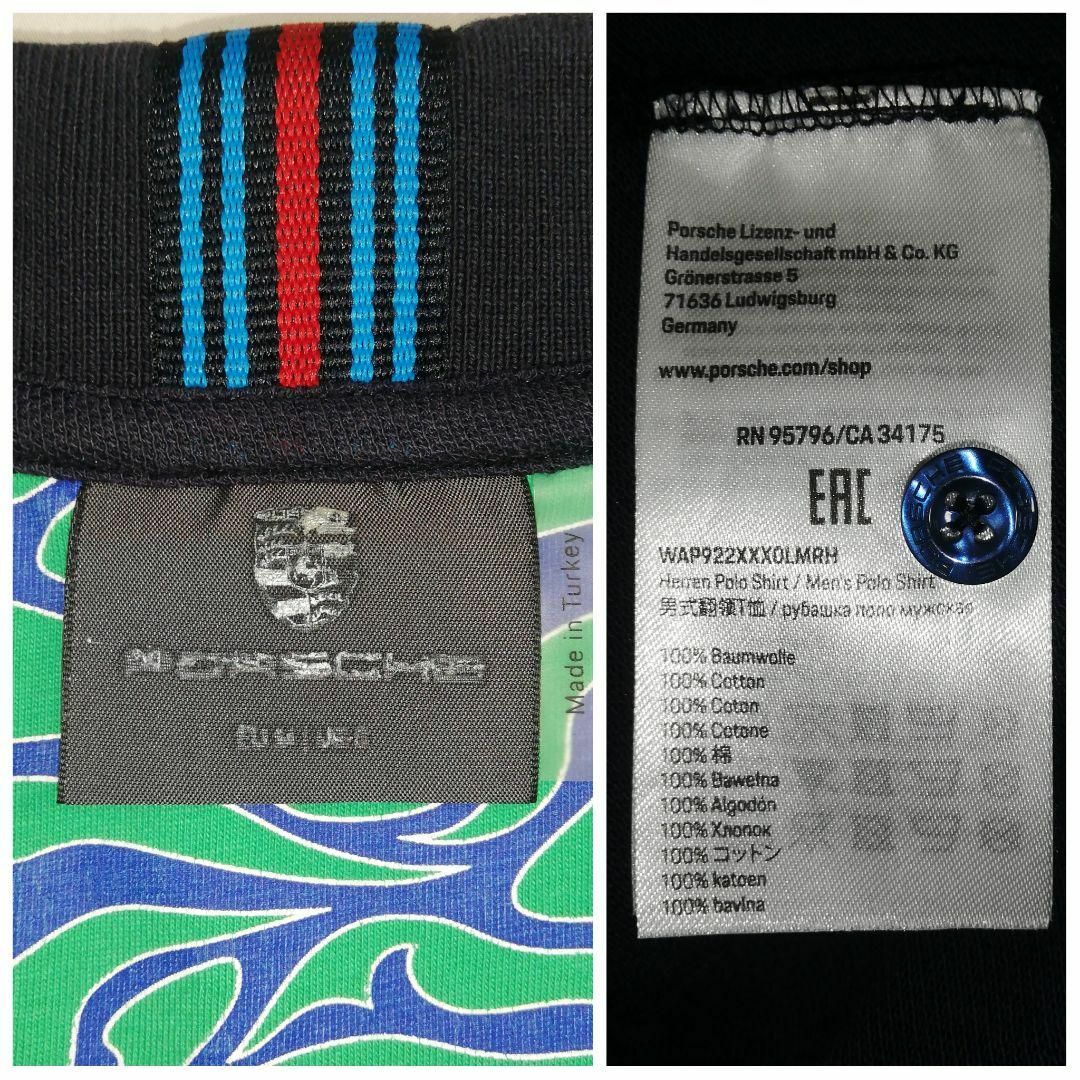 PORSCHE
Made in Turkey
Porsche Lizenz- und
Handelsgesellschaft mbH & Co. KG
Grönerstrasse 5
71636 Ludwigsburg
Germany
www.porsche.com/shop
RN 95796/CA 34175
EAC
WAP922XXX0LMRH
Herren Polo Shirt / Men's Polo Shirt
男式翻领T恤 / рубашка поло мужская
100% Baumwolle
100% Cotton
100% Coton
100% Cotone
100% 棉
100% Bawełna
100% Algodón
100% Хлопок
100% コットン
100% katoen
100% bavlna